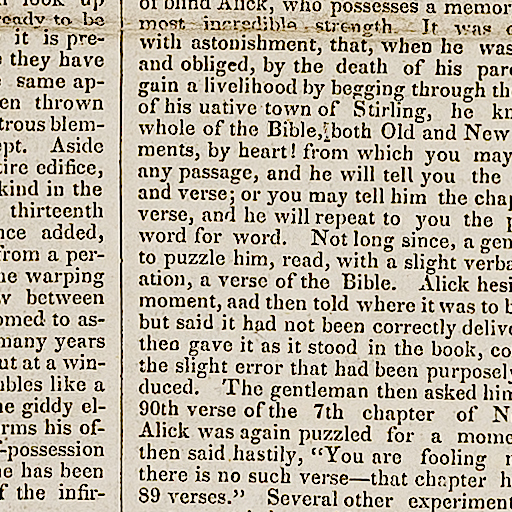 ready to be
it is pre-
they have
same ap-
en thrown
trous blem-
ept. Aside
tire edifice,
kind in the
thirteenth
nce added,
from a per-
he warping
w between
omed to as-
many years
ut at a win-
mbles like a
he giddy el-
rms his of-
-possession
he has been
f the infir-
of blind Alick, who possesses a memor
most incredible strength. It was
with astonishment, that, when he was
and obliged, by the death of his par
gain a livelihood by begging through th
of his uative town of Stirling, he kn
whole of the Bible, both Old and New
ments, by heart! from which you may
any passage, and he will tell you the
and verse; or you may tell him the chap
verse, and he will repeat to you the p
word for word. Not long since, a gen
to puzzle him, read, with a slight verba
ation, a verse of the Bible. Alick hesi
moment, and then told where it was to b
but said it had not been correctly delive
then gave it as it stood in the book, co
the slight error that had been purposely
duced. The gentleman then asked him
90th verse of the 7th chapter of N
Alick was again puzzled for a mome
then said hastily, "You are fooling m
there is no such verse—that chapter h
89 verses." Several other experiment